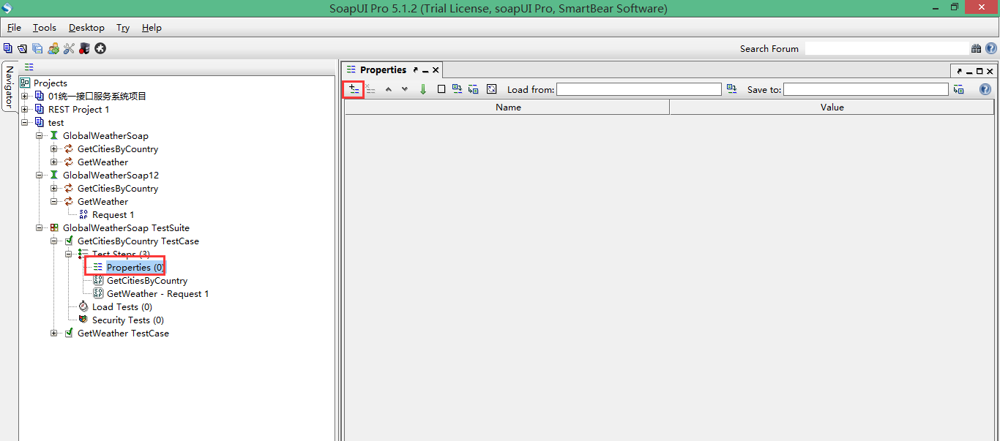 SoapUI Pro 5.1.2 (Trial License, soapUI Pro, SmartBear Software)
File Tools Desktop Try Help
Search Forum
Navigator
Projects
01统一接口服务系统项目
REST Project 1
test
GlobalWeatherSoap
GetCitiesByCountry
GetWeather
GlobalWeatherSoap12
GetCitiesByCountry
GetWeather
Request 1
GlobalWeatherSoap TestSuite
GetCitiesByCountry TestCase
Test Steps (3)
Properties (0)
GetCitiesByCountry
GetWeather - Request 1
Load Tests (0)
Security Tests (0)
GetWeather TestCase
Properties
Load from: Save to:
Name Value